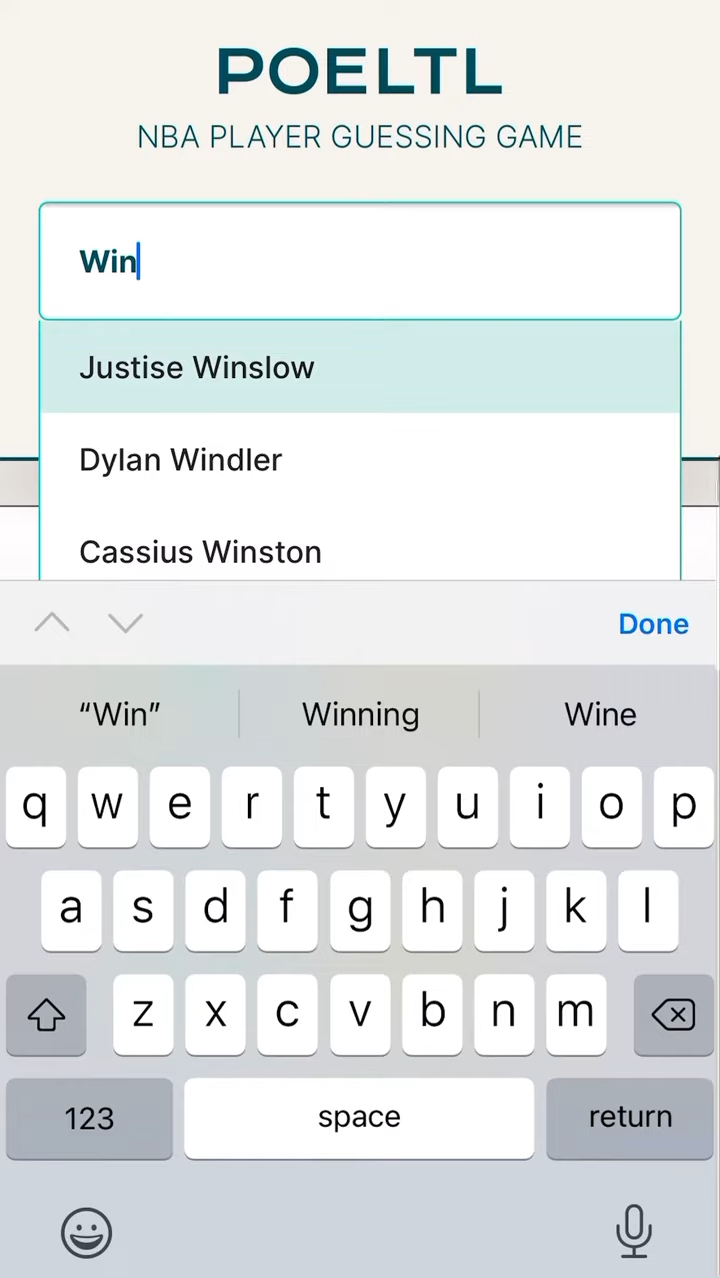 POELTL
NBA PLAYER GUESSING GAME
Win
Justise Winslow
Dylan Windler
Cassius Winston
Done
“Win” Winning Wine
q w e r t y u i o p
a s d f g h j k l
z x c v b n m
123 space return